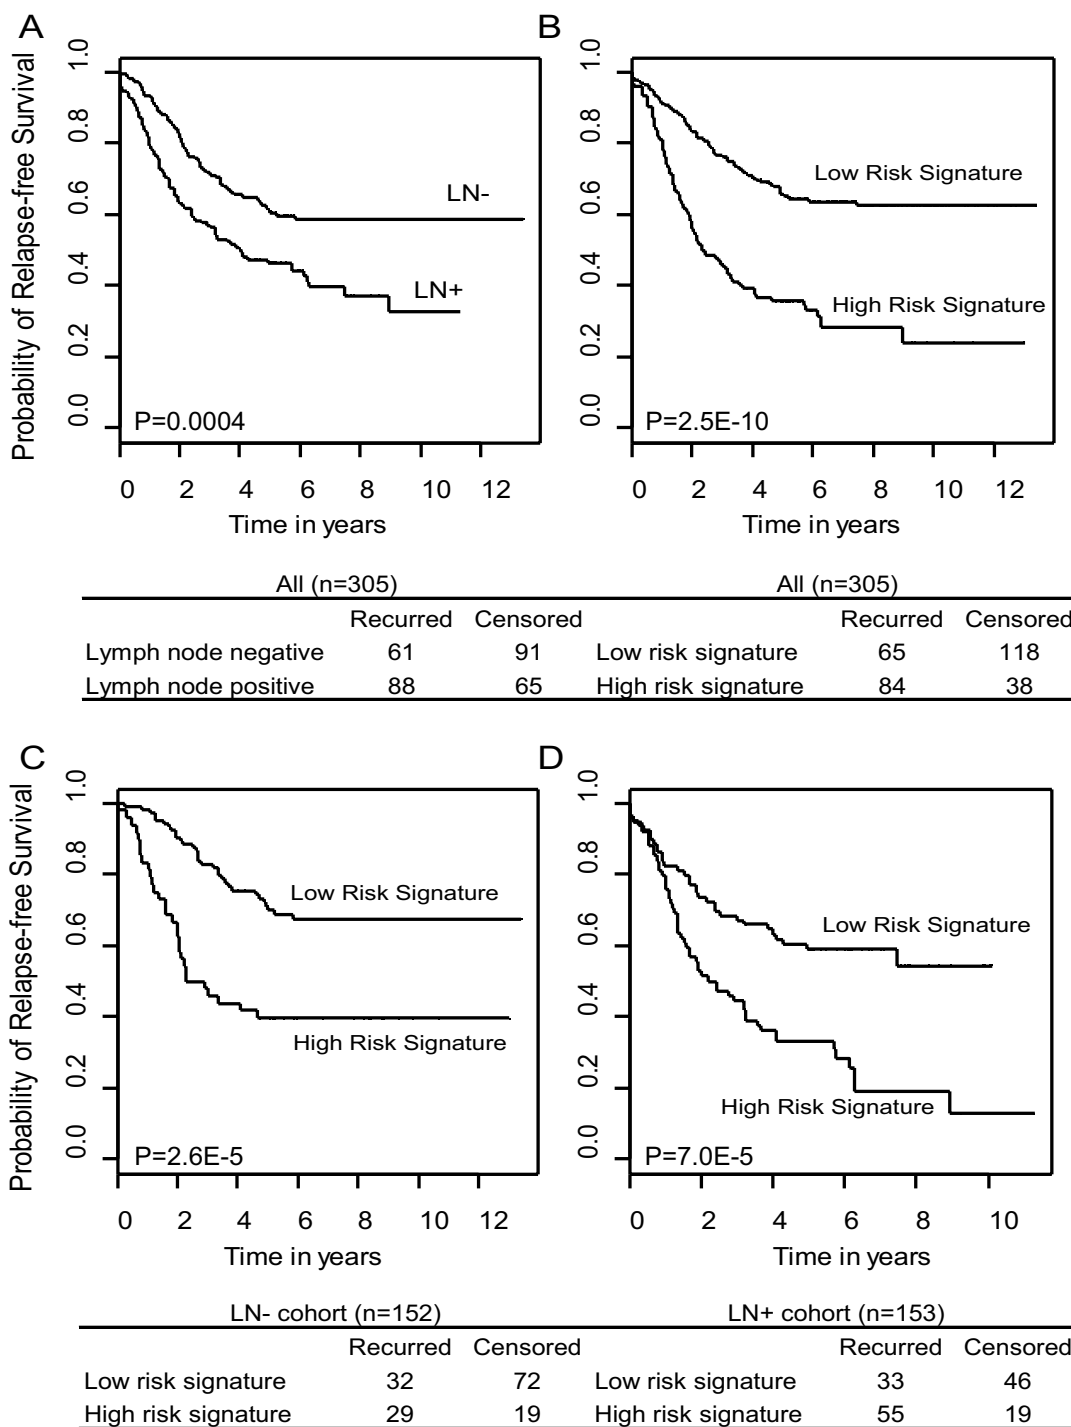 A
B
Probability of Relapse-free Survival
1.0
0.8
0.6
0.4
0.2
0.0
LN-
LN+
P=0.0004
0 2 4 6 8 10 12
Time in years
1.0
0.8
0.6
0.4
0.2
0.0
Low Risk Signature
High Risk Signature
P=2.5E-10
0 2 4 6 8 10 12
Time in years
All (n=305) All (n=305)
Recurred Censored Recurred Censored
Lymph node negative 61 91 Low risk signature 65 118
Lymph node positive 88 65 High risk signature 84 38
C
D
Probability of Relapse-free Survival
1.0
0.8
0.6
0.4
0.2
0.0
Low Risk Signature
High Risk Signature
P=2.6E-5
0 2 4 6 8 10 12
Time in years
1.0
0.8
0.6
0.4
0.2
0.0
Low Risk Signature
High Risk Signature
P=7.0E-5
0 2 4 6 8 10
Time in years
LN- cohort (n=152) LN+ cohort (n=153)
Recurred Censored Recurred Censored
Low risk signature 32 72 Low risk signature 33 46
High risk signature 29 19 High risk signature 55 19